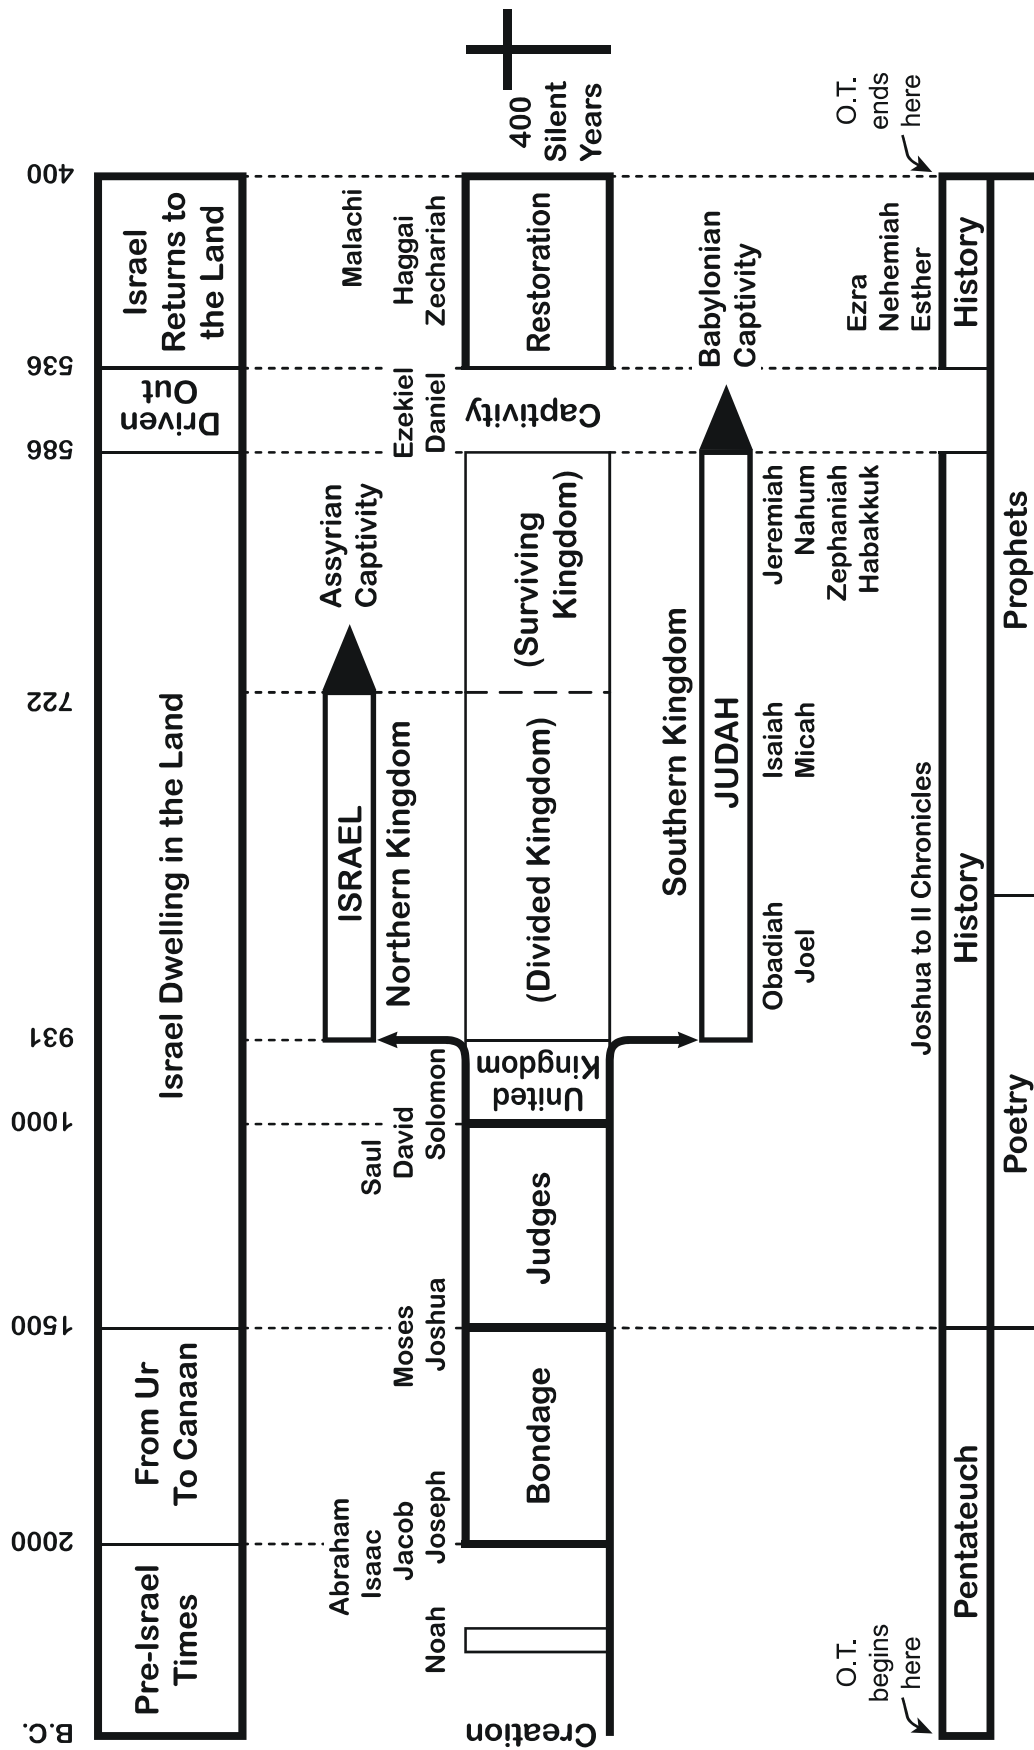 B.C.
2000
1500
1000
931
722
586
536
400
Pre-Israel
Times
From Ur
To Canaan
Israel Dwelling in the Land
Driven
Out
Israel
Returns to
the Land
Noah
Abraham
Isaac
Jacob
Joseph
Moses
Joshua
Saul
David
Solomon
ISRAEL
Northern Kingdom
Assyrian
Captivity
Ezekiel
Daniel
Malachi
Haggai
Zechariah
Creation
Bondage
Judges
United
Kingdom
(Divided Kingdom)
(Surviving
Kingdom)
Captivity
Restoration
400
Silent
Years
Southern Kingdom
JUDAH
Babylonian
Captivity
Obadiah
Joel
Isaiah
Micah
Jeremiah
Nahum
Zephaniah
Habakkuk
Ezra
Nehemiah
Esther
O.T.
begins
here
Joshua to II Chronicles
O.T.
ends
here
Pentateuch
History
History
Poetry
Prophets